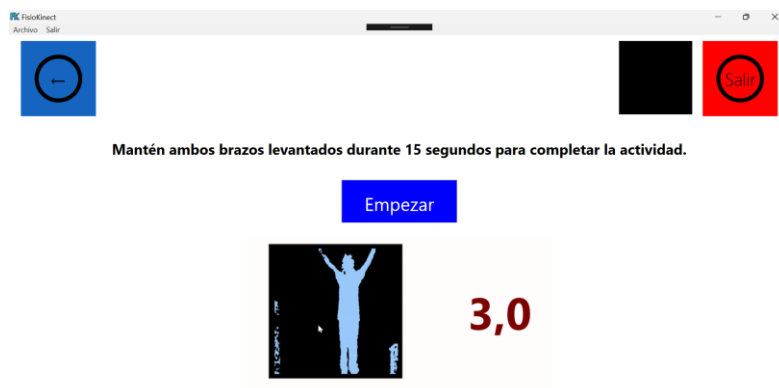 FisioKinect
Archivo Salir
←
Salir
Mantén ambos brazos levantados durante 15 segundos para completar la actividad.
Empezar
3,0